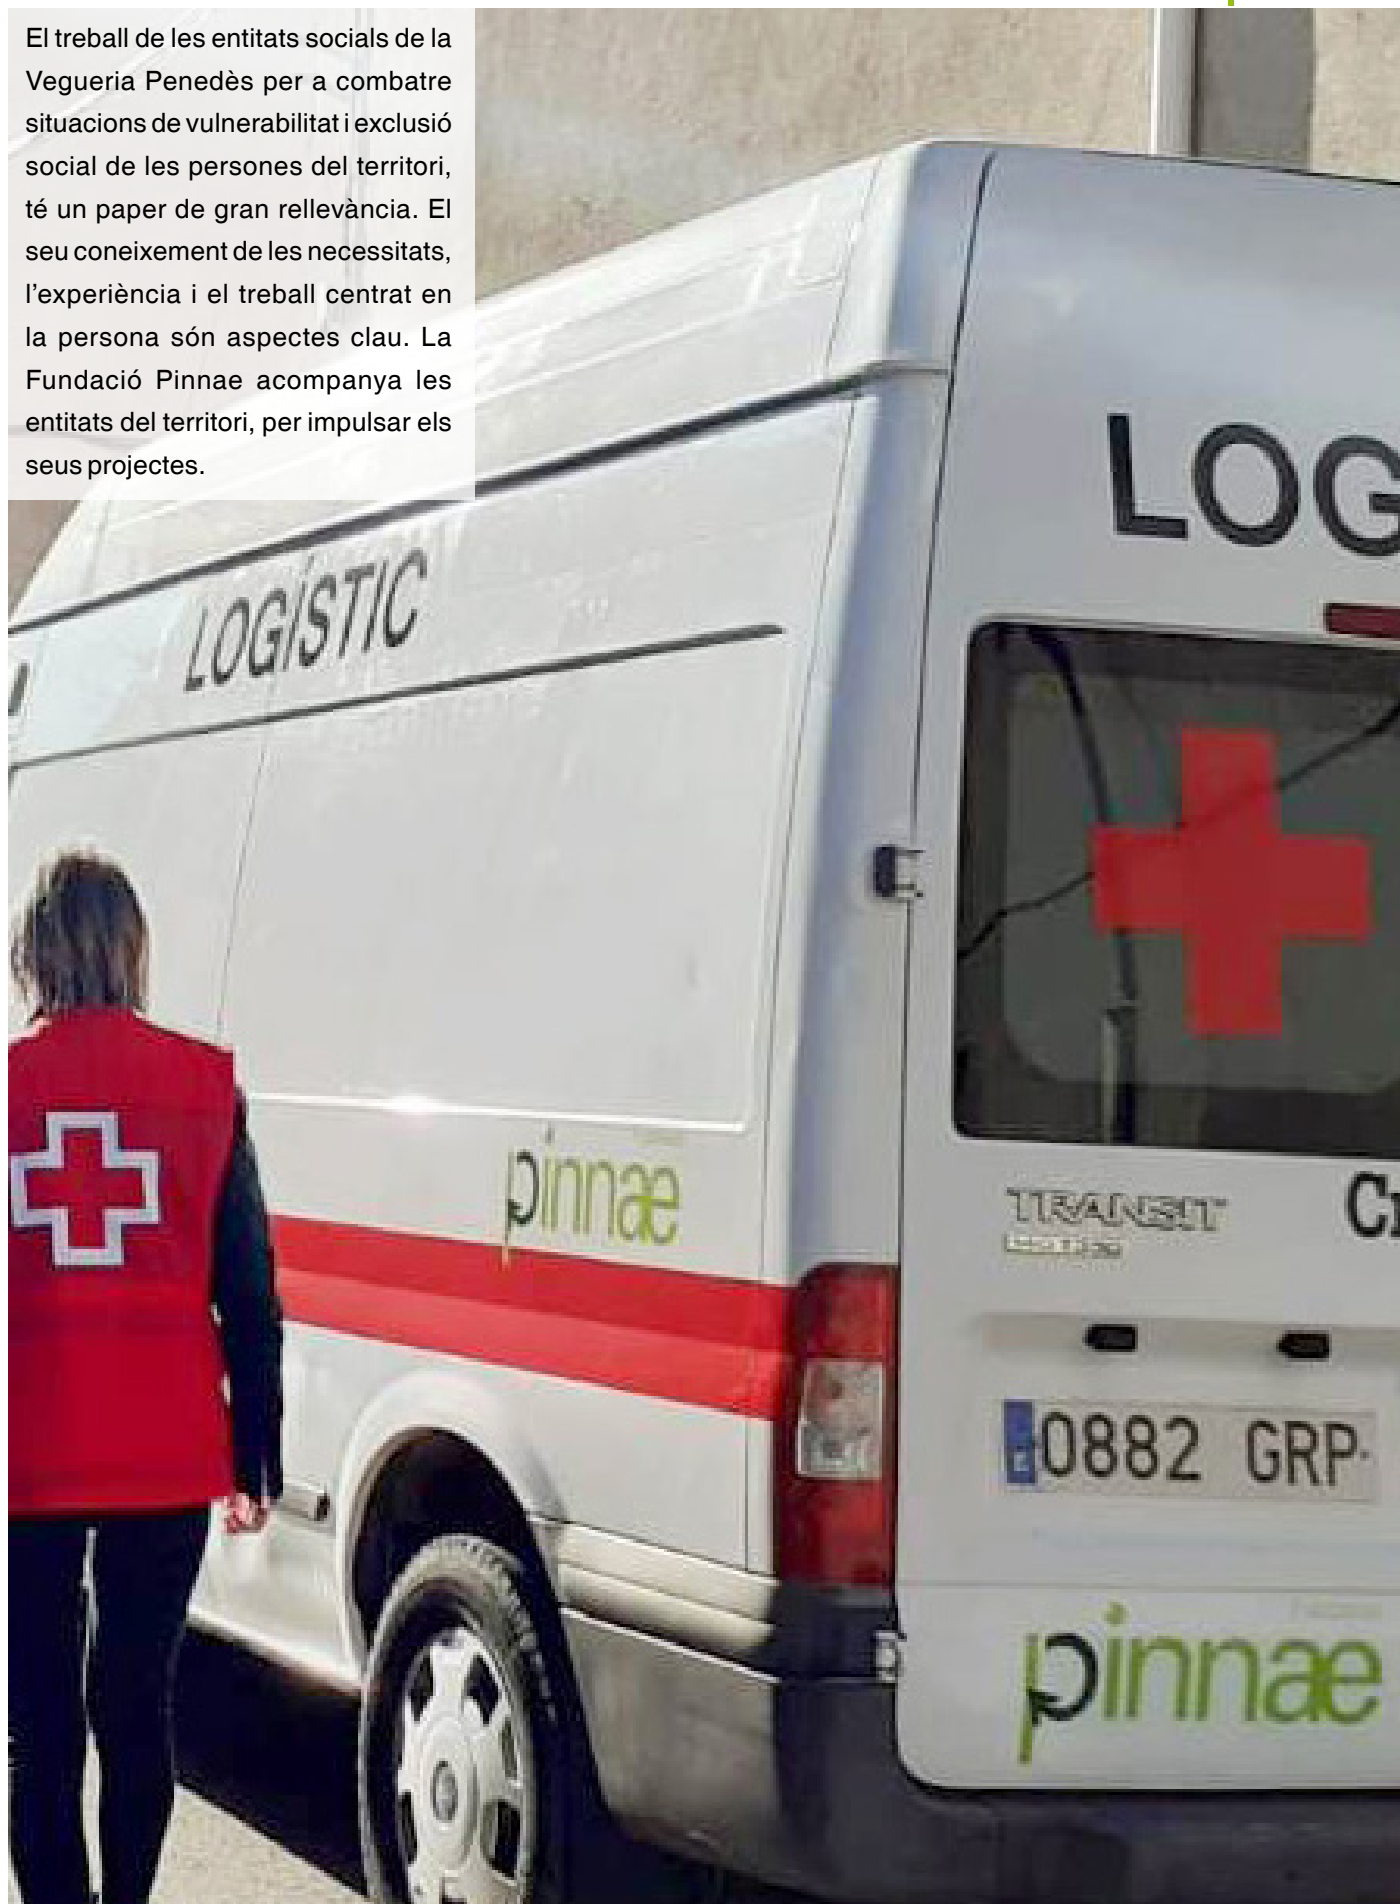 El treball de les entitats socials de la
Vegueria Penedès per a combatre
situacions de vulnerabilitat i exclusió
social de les persones del territori,
té un paper de gran rellevància. El
seu coneixement de les necessitats,
l'experiència i el treball centrat en
la persona són aspectes clau. La
Fundació Pinnae acompanya les
entitats del territori, per impulsar els
seus projectes.
LOG
LOGÍSTIC
pinnae
TRANSIT
Cr
0882 GRP
pinnae